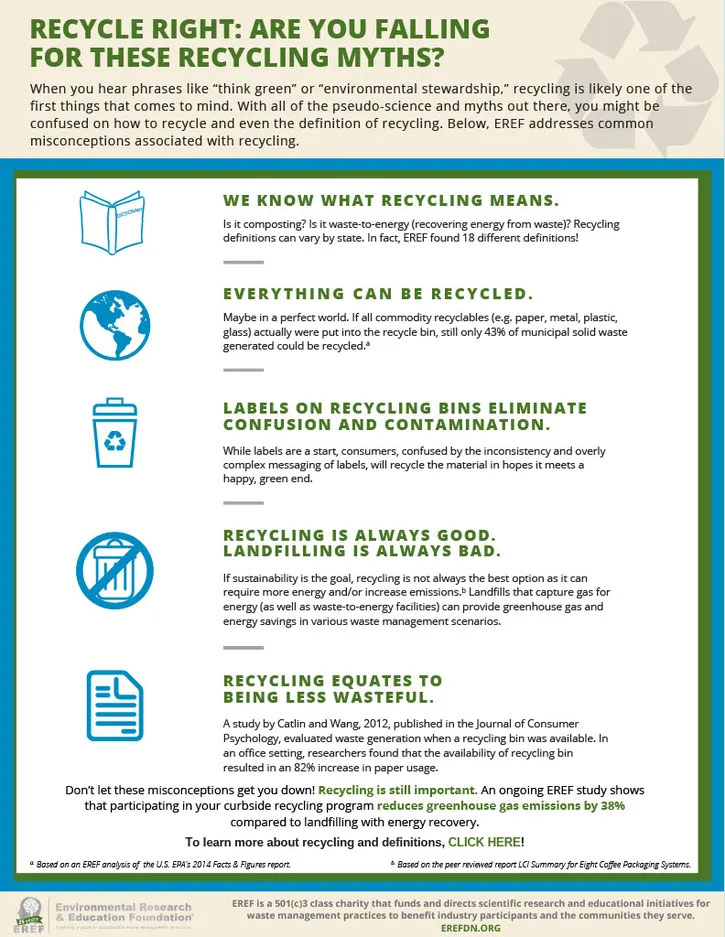 RECYCLE RIGHT: ARE YOU FALLING
FOR THESE RECYCLING MYTHS?
When you hear phrases like “think green” or “environmental stewardship,” recycling is likely one of the
first things that comes to mind. With all of the pseudo-science and myths out there, you might be
confused on how to recycle and even the definition of recycling. Below, EREF addresses common
misconceptions associated with recycling.
DICTIONARY
WE KNOW WHAT RECYCLING MEANS.
Is it composting? Is it waste-to-energy (recovering energy from waste)? Recycling
definitions can vary by state. In fact, EREF found 18 different definitions!
EVERYTHING CAN BE RECYCLED.
Maybe in a perfect world. If all commodity recyclables (e.g. paper, metal, plastic,
glass) actually were put into the recycle bin, still only 43% of municipal solid waste
generated could be recycled.ᵃ
LABELS ON RECYCLING BINS ELIMINATE
CONFUSION AND CONTAMINATION.
While labels are a start, consumers, confused by the inconsistency and overly
complex messaging of labels, will recycle the material in hopes it meets a
happy, green end.
RECYCLING IS ALWAYS GOOD.
LANDFILLING IS ALWAYS BAD.
If sustainability is the goal, recycling is not always the best option as it can
require more energy and/or increase emissions.ᵇ Landfills that capture gas for
energy (as well as waste-to-energy facilities) can provide greenhouse gas and
energy savings in various waste management scenarios.
RECYCLING EQUATES TO
BEING LESS WASTEFUL.
A study by Catlin and Wang, 2012, published in the Journal of Consumer
Psychology, evaluated waste generation when a recycling bin was available. In
an office setting, researchers found that the availability of recycling bin
resulted in an 82% increase in paper usage.
Don’t let these misconceptions get you down! Recycling is still important. An ongoing EREF study shows
that participating in your curbside recycling program reduces greenhouse gas emissions by 38%
compared to landfilling with energy recovery.
To learn more about recycling and definitions, CLICK HERE!
ᵃ Based on an EREF analysis of the U.S. EPA’s 2014 Facts & Figures report.
ᵇ Based on the peer reviewed report LCI Summary for Eight Coffee Packaging Systems.
EREF
Environmental Research
& Education Foundation
EREF is a 501(c)3 class charity that funds and directs scientific research and educational initiatives for
waste management practices to benefit industry participants and the communities they serve.
EREFDN.ORG